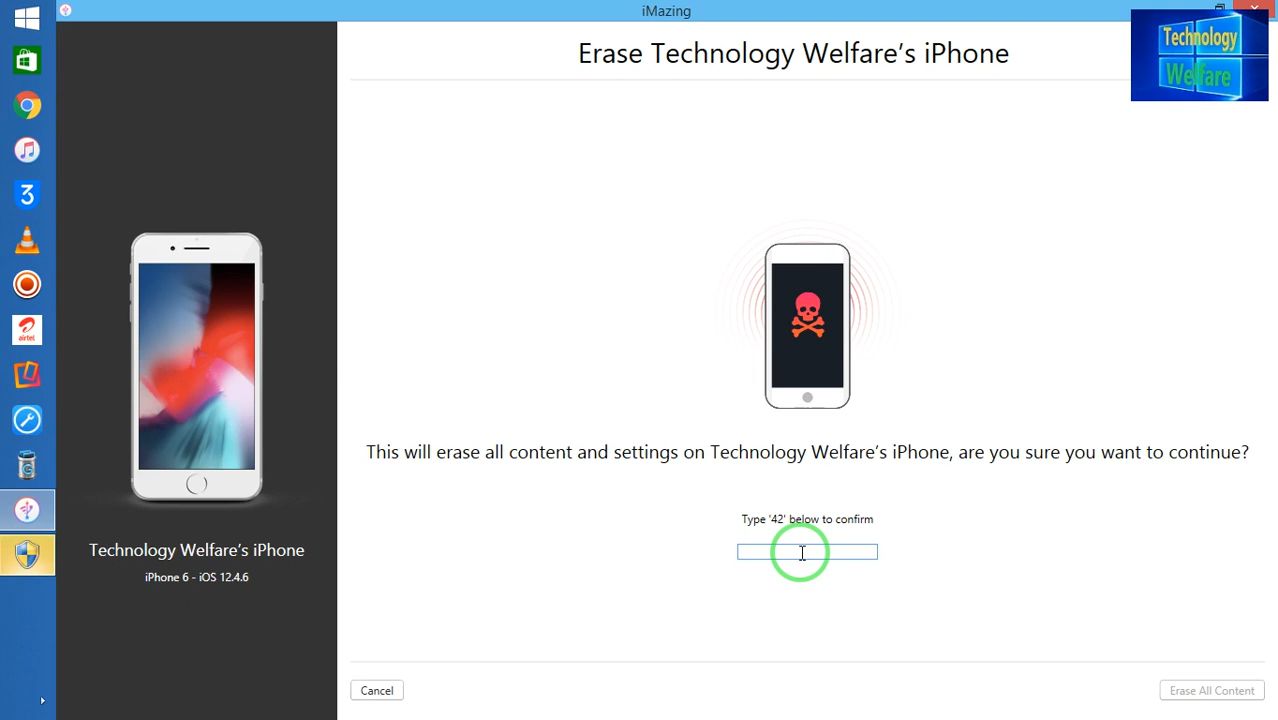 iMazing
Technology
Welfare
Erase Technology Welfare's iPhone
3
airtel
This will erase all content and settings on Technology Welfare's iPhone, are you sure you want to continue?
Type '42' below to confirm
Technology Welfare's iPhone
iPhone 6 - iOS 12.4.6
Cancel
Erase All Content